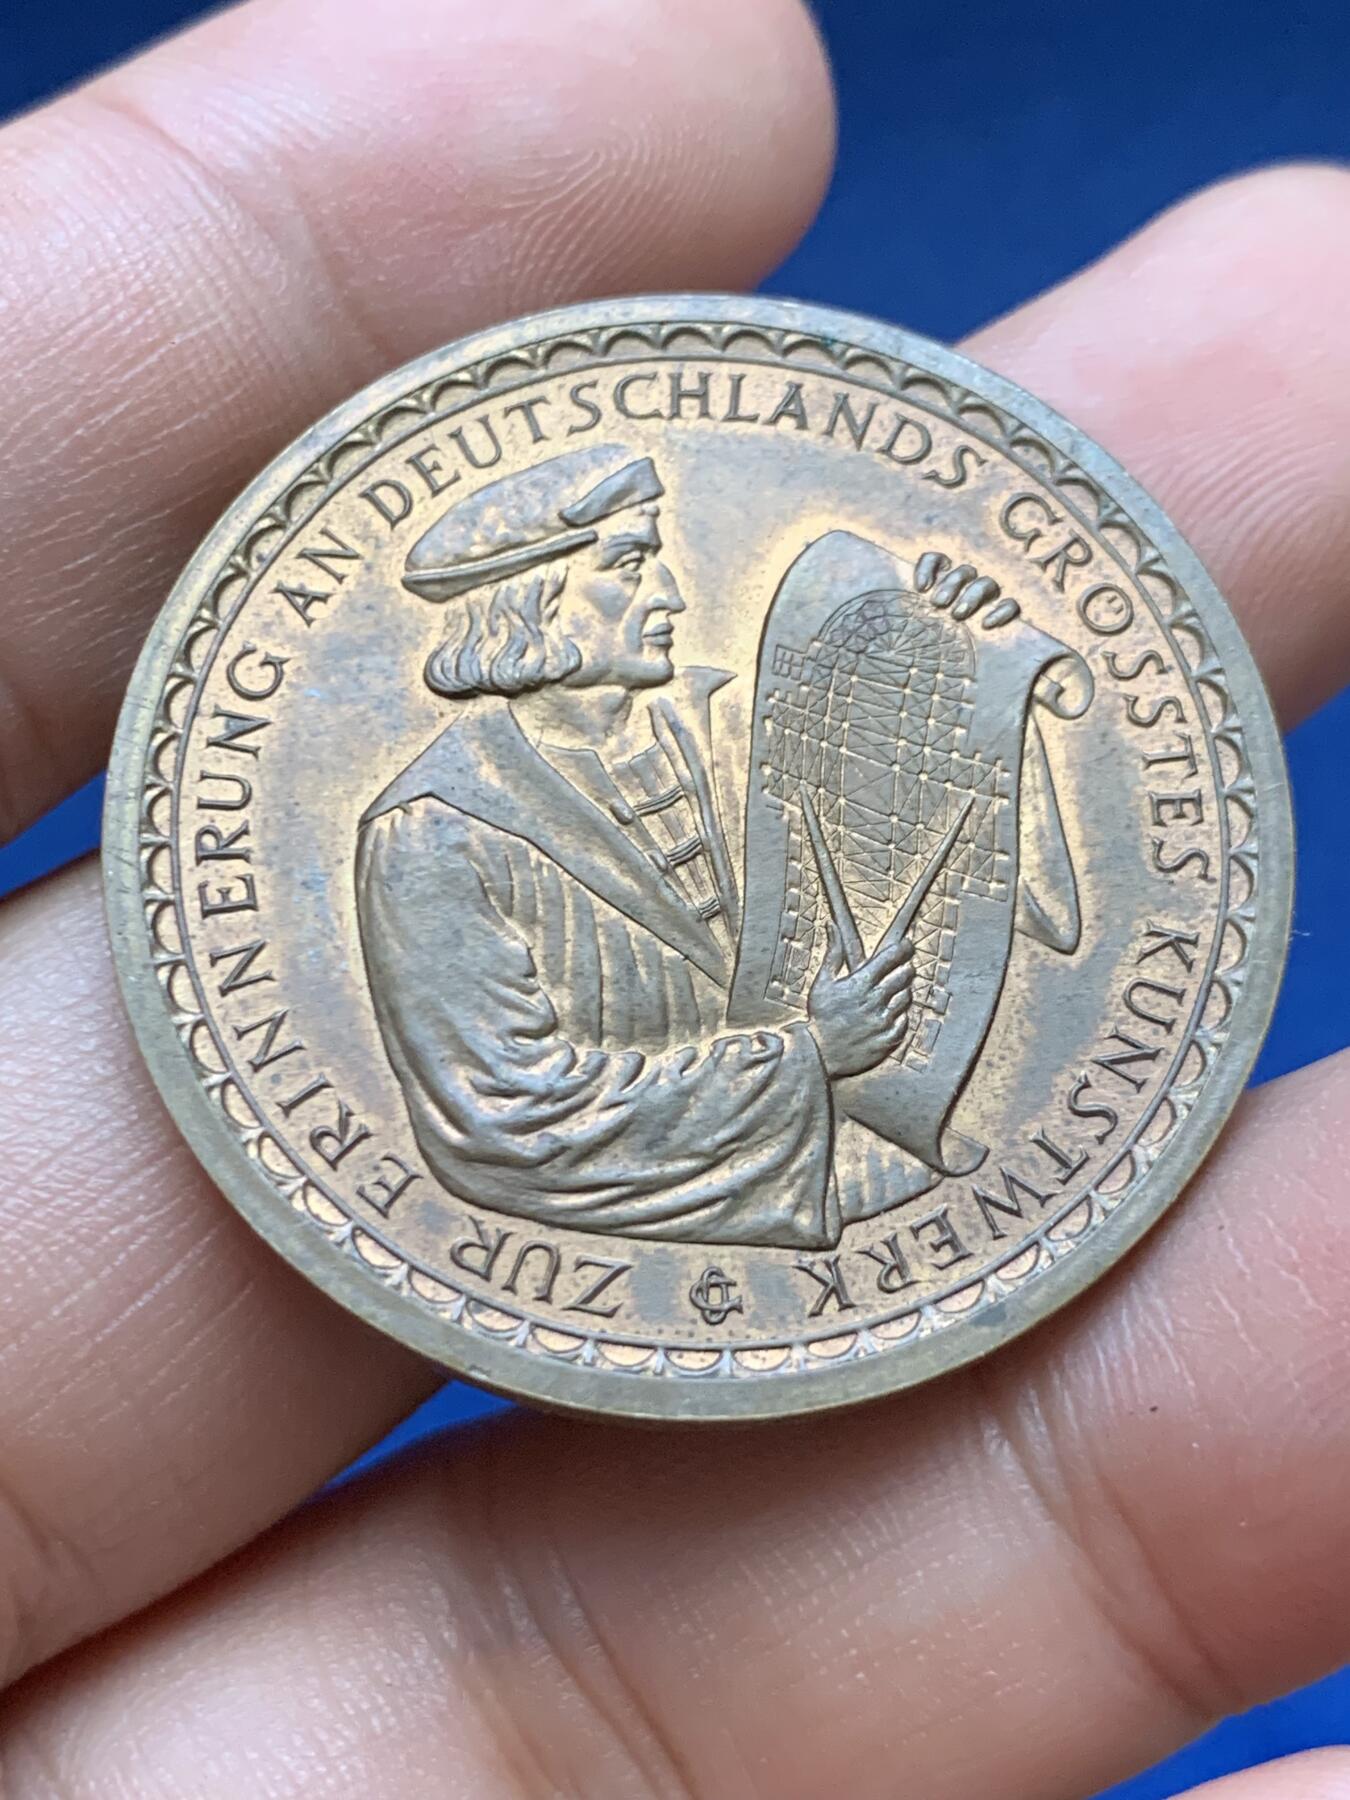 ZUR ERINNERUNG AN DEUTSCHLANDS GROSSTES KUNSTWERK